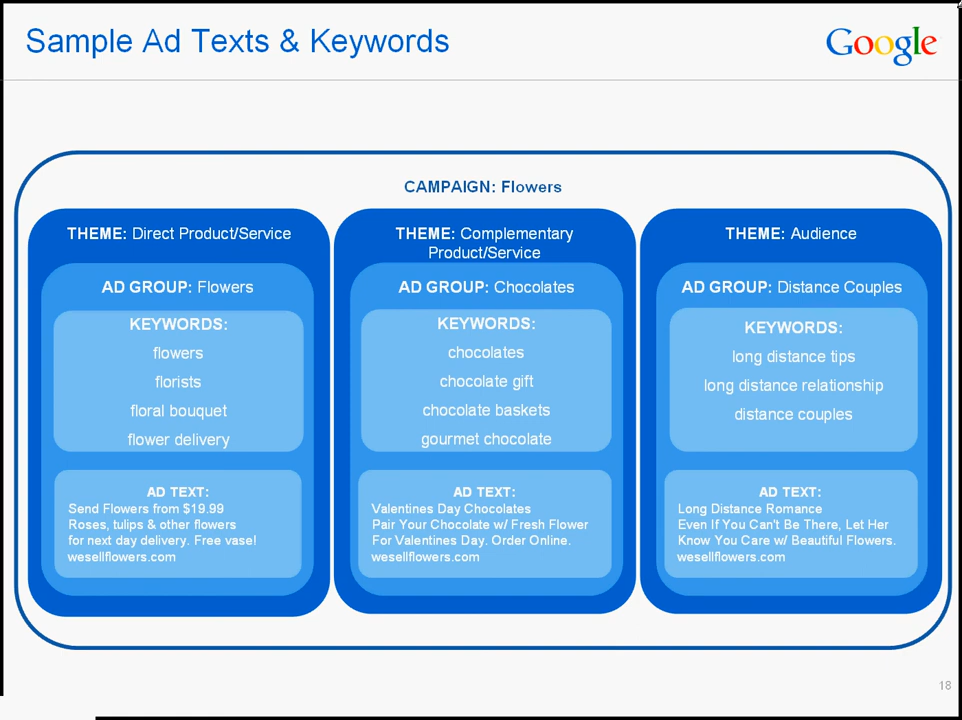 Sample Ad Texts & Keywords
Google
CAMPAIGN: Flowers
THEME: Direct Product/Service
AD GROUP: Flowers
KEYWORDS:
flowers
florists
floral bouquet
flower delivery
AD TEXT:
Send Flowers from $19.99
Roses, tulips & other flowers
for next day delivery. Free vase!
wesellflowers.com
THEME: Complementary
Product/Service
AD GROUP: Chocolates
KEYWORDS:
chocolates
chocolate gift
chocolate baskets
gourmet chocolate
AD TEXT:
Valentines Day Chocolates
Pair Your Chocolate w/ Fresh Flower
For Valentines Day. Order Online.
wesellflowers.com
THEME: Audience
AD GROUP: Distance Couples
KEYWORDS:
long distance tips
long distance relationship
distance couples
AD TEXT:
Long Distance Romance
Even If You Can't Be There, Let Her
Know You Care w/ Beautiful Flowers.
wesellflowers.com
18